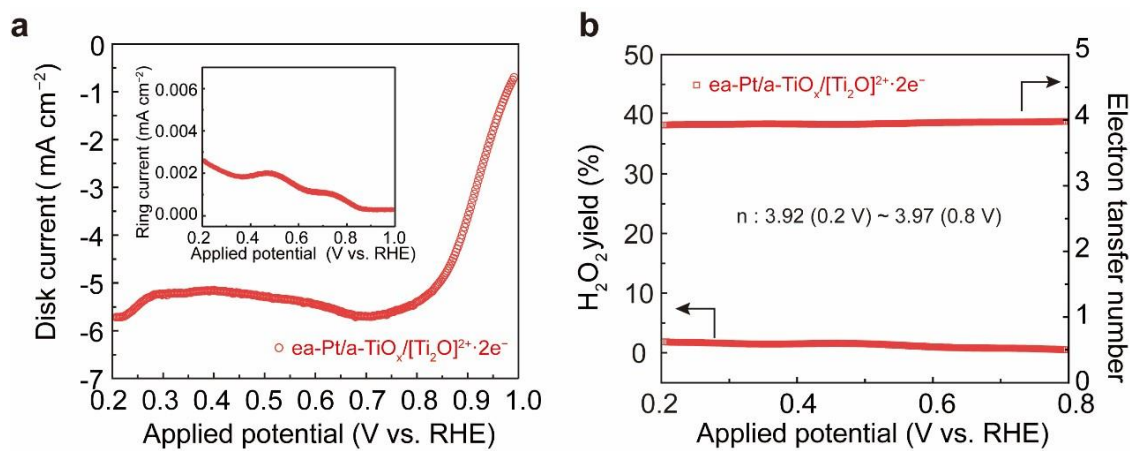 a
Disk current ( mA cm⁻²)
0
-1
-2
-3
-4
-5
-6
-7
0.2 0.3 0.4 0.5 0.6 0.7 0.8 0.9 1.0
Applied potential (V vs. RHE)
ea-Pt/a-TiOₓ/[Ti₂O]²⁺·2e⁻
Ring current (mA cm⁻²)
0.006
0.004
0.002
0.000
0.2 0.4 0.6 0.8 1.0
Applied potential (V vs. RHE)
b
H₂O₂ yield (%)
50
40
30
20
10
0
ea-Pt/a-TiOₓ/[Ti₂O]²⁺·2e⁻
n : 3.92 (0.2 V) ~ 3.97 (0.8 V)
5
4
3
2
1
0
Electron tansfer number
0.2 0.4 0.6 0.8
Applied potential (V vs. RHE)